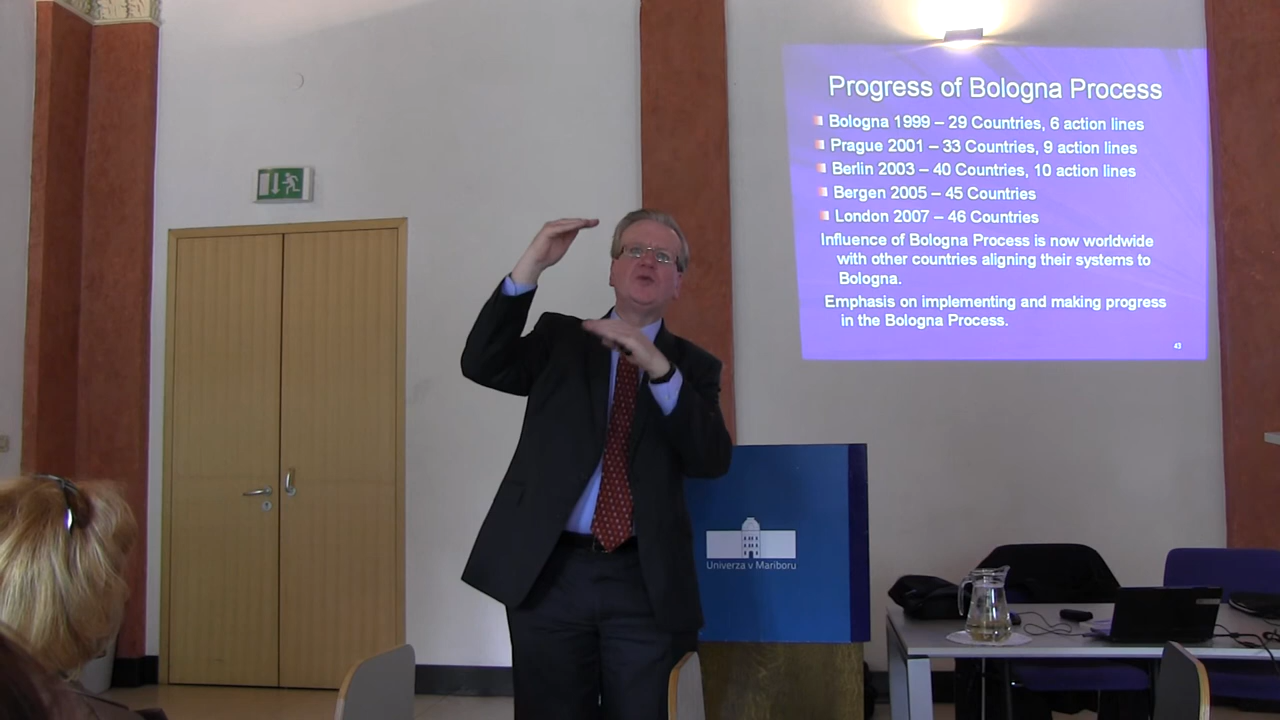 Progress of Bologna Process
Bologna 1999 – 29 Countries, 6 action lines
Prague 2001 – 33 Countries, 9 action lines
Berlin 2003 – 40 Countries, 10 action lines
Bergen 2005 – 45 Countries
London 2007 – 46 Countries
Influence of Bologna Process is now worldwide
with other countries aligning their systems to
Bologna.
Emphasis on implementing and making progress
in the Bologna Process.
43
Univerza v Mariboru